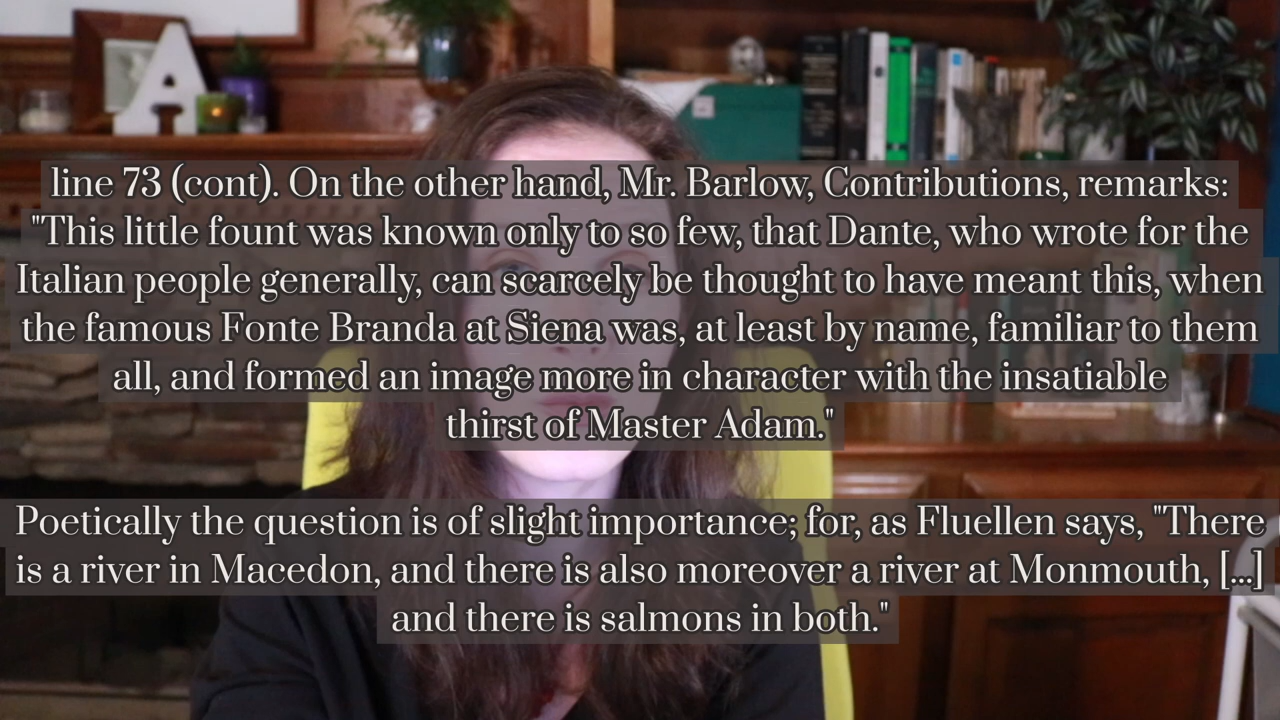 A
line 73 (cont). On the other hand, Mr. Barlow, Contributions, remarks:
"This little fount was known only to so few, that Dante, who wrote for the
Italian people generally, can scarcely be thought to have meant this, when
the famous Fonte Branda at Siena was, at least by name, familiar to them
all, and formed an image more in character with the insatiable
thirst of Master Adam."
Poetically the question is of slight importance; for, as Fluellen says, "There
is a river in Macedon, and there is also moreover a river at Monmouth, [...]
and there is salmons in both."